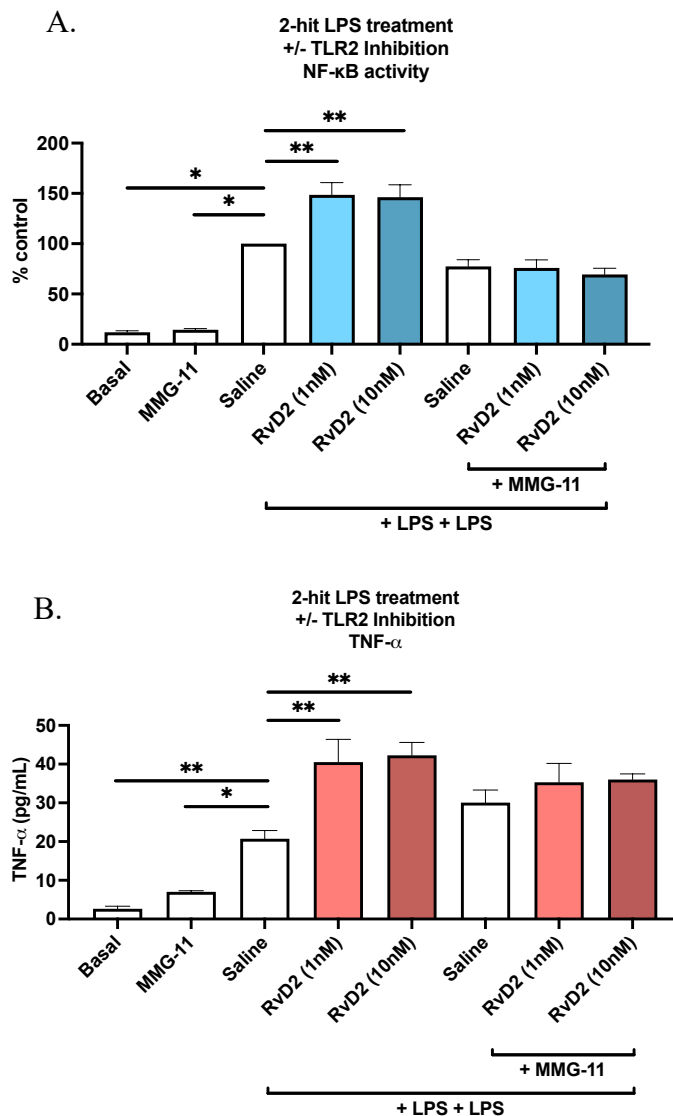 A.
2-hit LPS treatment
+/- TLR2 Inhibition
NF-κB activity
**
**
*
*
% control
200
150
100
50
0
Basal
MMG-11
Saline
RvD2 (1nM)
RvD2 (10nM)
Saline
RvD2 (1nM)
RvD2 (10nM)
+ MMG-11
+ LPS + LPS
B.
2-hit LPS treatment
+/- TLR2 Inhibition
TNF-α
**
**
**
*
TNF-α (pg/mL)
50
40
30
20
10
0
Basal
MMG-11
Saline
RvD2 (1nM)
RvD2 (10nM)
Saline
RvD2 (1nM)
RvD2 (10nM)
+ MMG-11
+ LPS + LPS